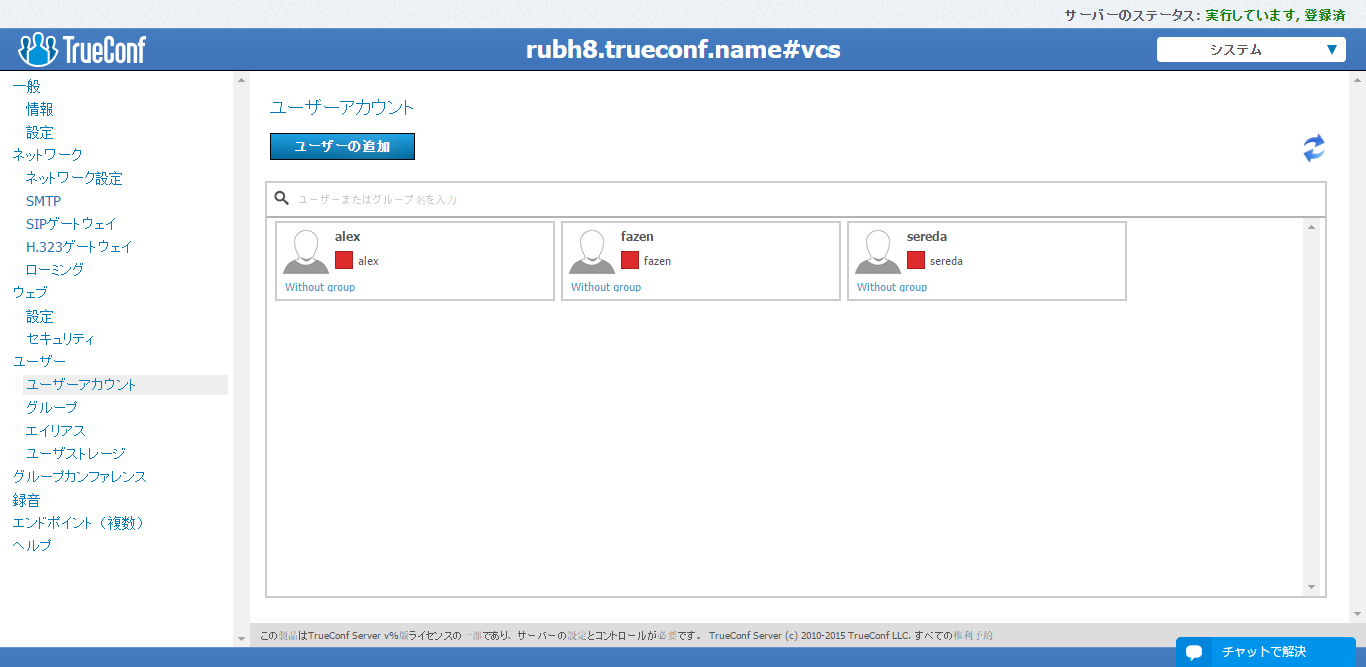 サーバーのステータス: 実行しています, 登録済
TrueConf
rubh8.trueconf.name#vcs
システム
一般
情報
設定
ネットワーク
ネットワーク設定
SMTP
SIPゲートウェイ
H.323ゲートウェイ
ローミング
ウェブ
設定
セキュリティ
ユーザー
ユーザーアカウント
グループ
エイリアス
ユーザストレージ
グループカンファレンス
録音
エンドポイント（複数）
ヘルプ
ユーザーアカウント
ユーザーの追加
ユーザーまたはグループ名を入力
alex
alex
Without group
fazen
fazen
Without group
sereda
sereda
Without group
この製品はTrueConf Server v%版ライセンスの一部であり、サーバーの設定とコントロールが必要です。 TrueConf Server (c) 2010-2015 TrueConf LLC. すべての権利予約
チャットで解決